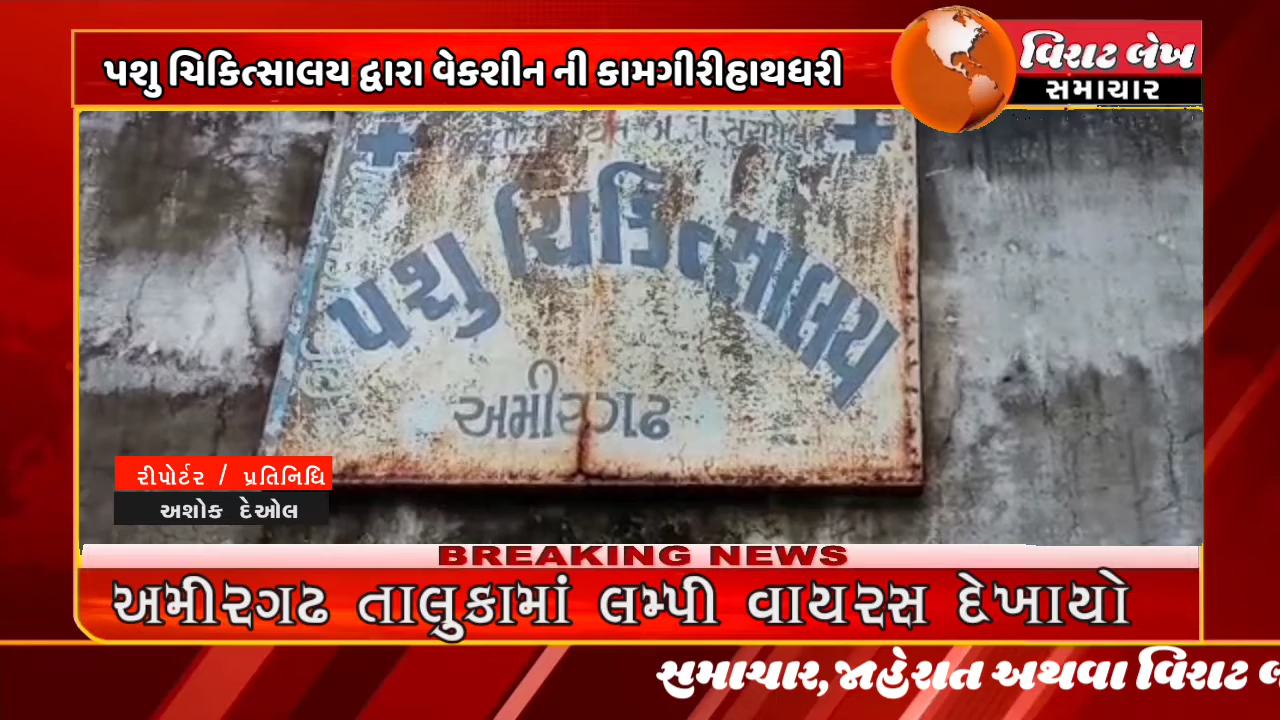 પશુ ચિકિત્સાલય દ્વારા વેકશીન ની કામગીરીહાથધરી
વિરાટ લેખ
સમાચાર
પશુ ચિકિત્સાલય
અમીરગઢ
રીપોર્ટર / પ્રતિનિધિ
અશોક દેઓલ
BREAKING NEWS
અમીરગઢ તાલુકામાં લમ્પી વાયરસ દેખાયો
સમાચાર,જાહેરાત અથવા વિરાટ